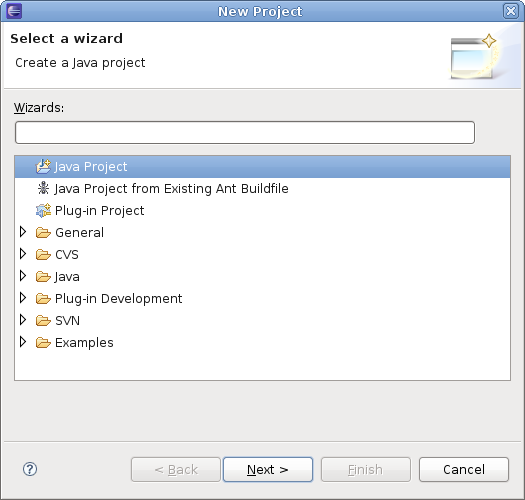 New Project
Select a wizard
Create a Java project
Wizards:
Java Project
Java Project from Existing Ant Buildfile
Plug-in Project
General
CVS
Java
Plug-in Development
SVN
Examples
? < Back Next > Finish Cancel